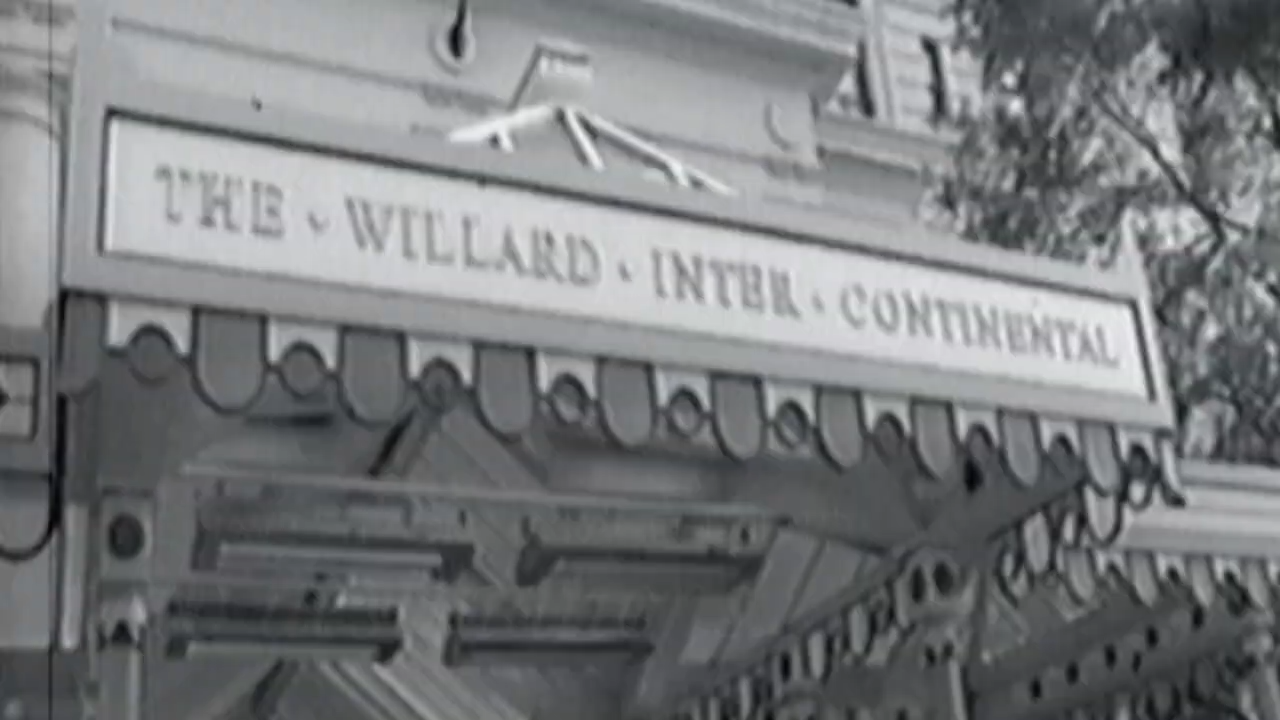 THE · WILLARD · INTER · CONTINENTAL